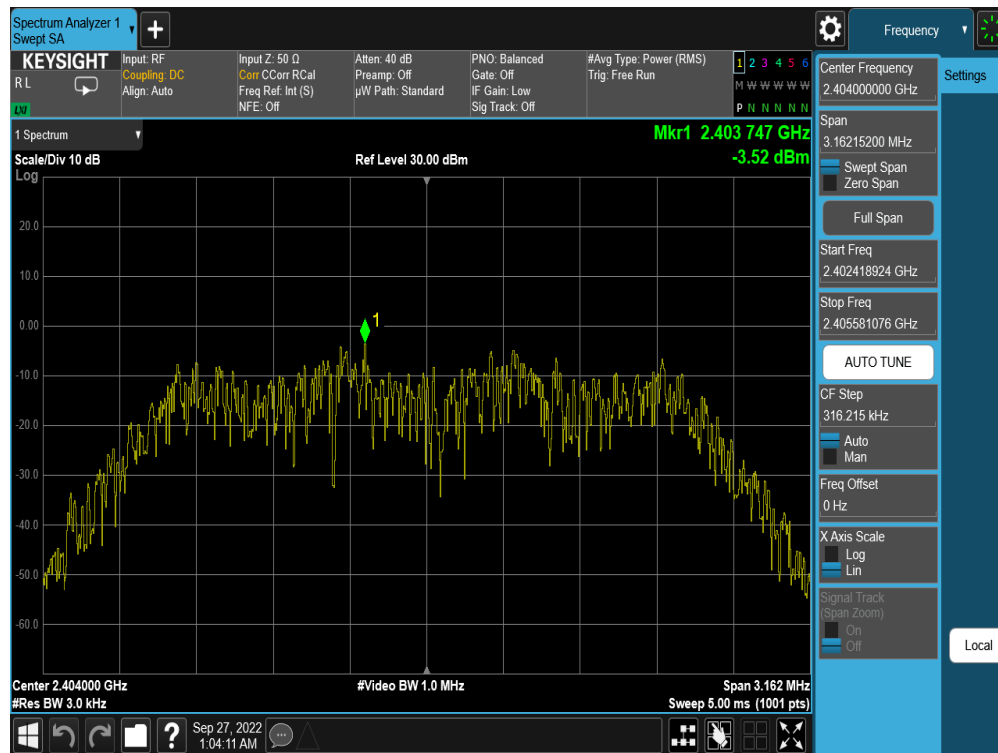 Spectrum Analyzer 1
Swept SA
Frequency
KEYSIGHT
R L
LXI
Input: RF
Coupling: DC
Align: Auto
Input Z: 50 Ω
Corr CCorr RCal
Freq Ref: Int (S)
NFE: Off
Atten: 40 dB
Preamp: Off
µW Path: Standard
PNO: Balanced
Gate: Off
IF Gain: Low
Sig Track: Off
#Avg Type: Power (RMS)
Trig: Free Run
1 2 3 4 5 6
M W W W W W
P N N N N N
1 Spectrum
Scale/Div 10 dB
Log
Ref Level 30.00 dBm
Mkr1 2.403 747 GHz
-3.52 dBm
20.0
10.0
0.00
-10.0
-20.0
-30.0
-40.0
-50.0
-60.0
1
Center 2.404000 GHz
#Res BW 3.0 kHz
#Video BW 1.0 MHz
Span 3.162 MHz
Sweep 5.00 ms (1001 pts)
Center Frequency
2.404000000 GHz
Settings
Span
3.16215200 MHz
Swept Span
Zero Span
Full Span
Start Freq
2.402418924 GHz
Stop Freq
2.405581076 GHz
AUTO TUNE
CF Step
316.215 kHz
Auto
Man
Freq Offset
0 Hz
X Axis Scale
Log
Lin
Signal Track
(Span Zoom)
On
Off
Local
?
Sep 27, 2022
1:04:11 AM